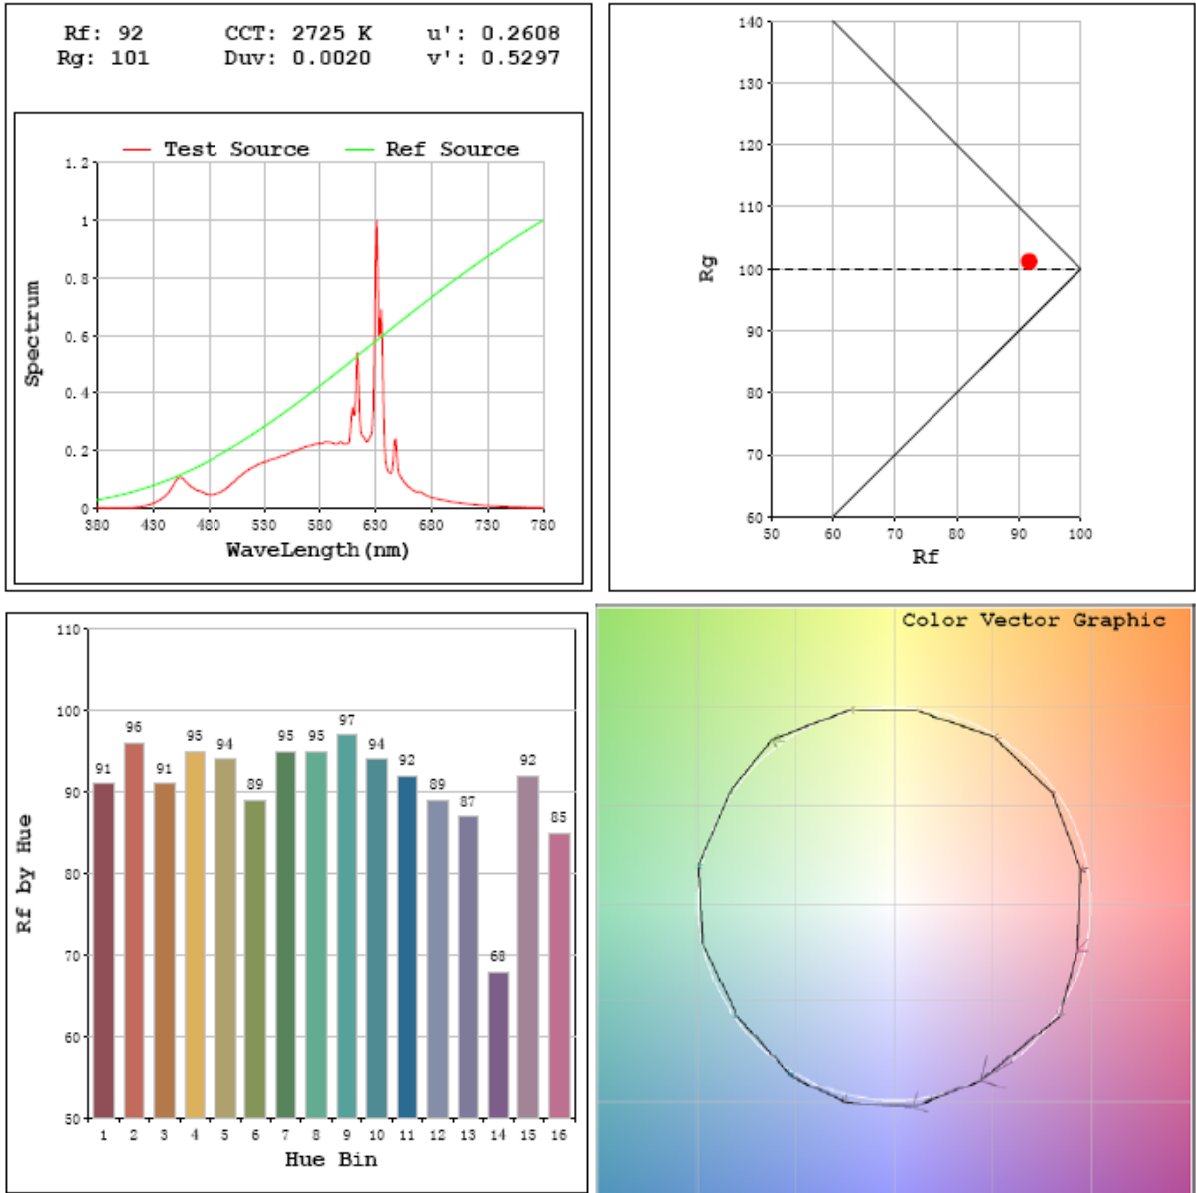 Rf: 92 CCT: 2725 K u': 0.2608
Rg: 101 Duv: 0.0020 v': 0.5297
Test Source Ref Source
1.2
1
0.8
0.6
0.4
0.2
0
Spectrum
380 430 480 530 580 630 680 730 780
WaveLength(nm)
140
130
120
110
100
90
80
70
60
Rg
50 60 70 80 90 100
Rf
110
100
90
80
70
60
50
Rf by Hue
91 96 91 95 94 89 95 95 97 94 92 89 87 68 92 85
1 2 3 4 5 6 7 8 9 10 11 12 13 14 15 16
Hue Bin
Color Vector Graphic